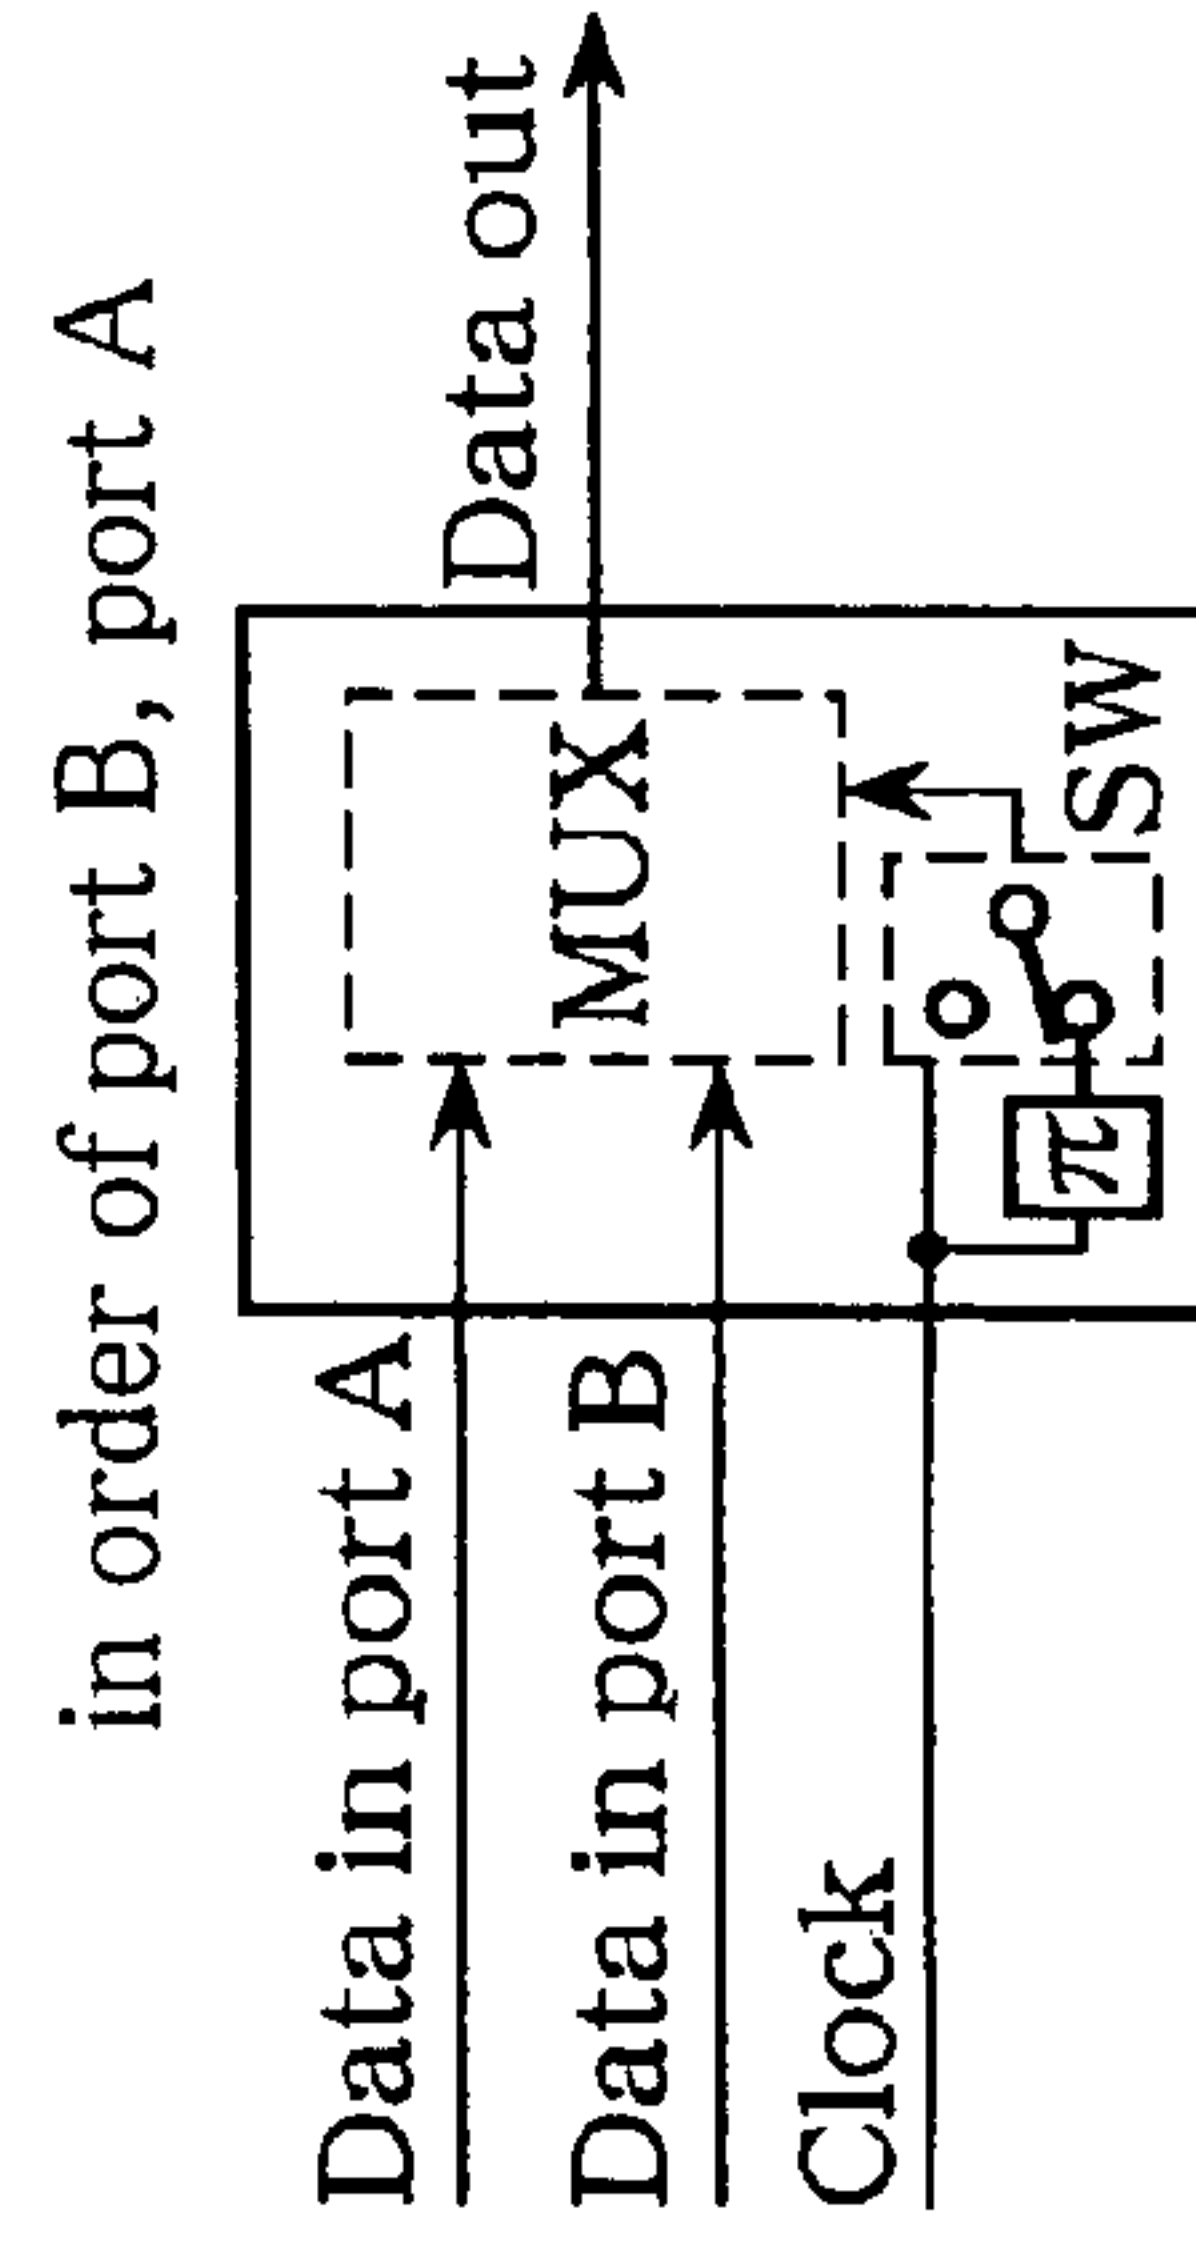 in order of port B, port A
Data in port A
Data out
Data in port B
MUX
Clock
π
SW